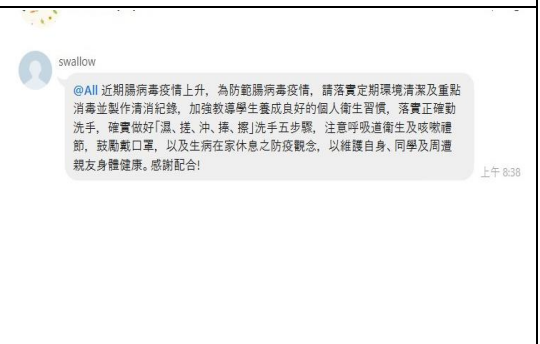 swallow
@All 近期腸病毒疫情上升，為防範腸病毒疫情，請落實定期環境清潔及重點
消毒並製作清消紀錄，加強教導學生養成良好的個人衛生習慣，落實正確勤
洗手，確實做好「濕、搓、沖、捧、擦」洗手五步驟，注意呼吸道衛生及咳嗽禮
節，鼓勵戴口罩，以及生病在家休息之防疫觀念，以維護自身、同學及周遭
親友身體健康。感謝配合!
上午 8:38